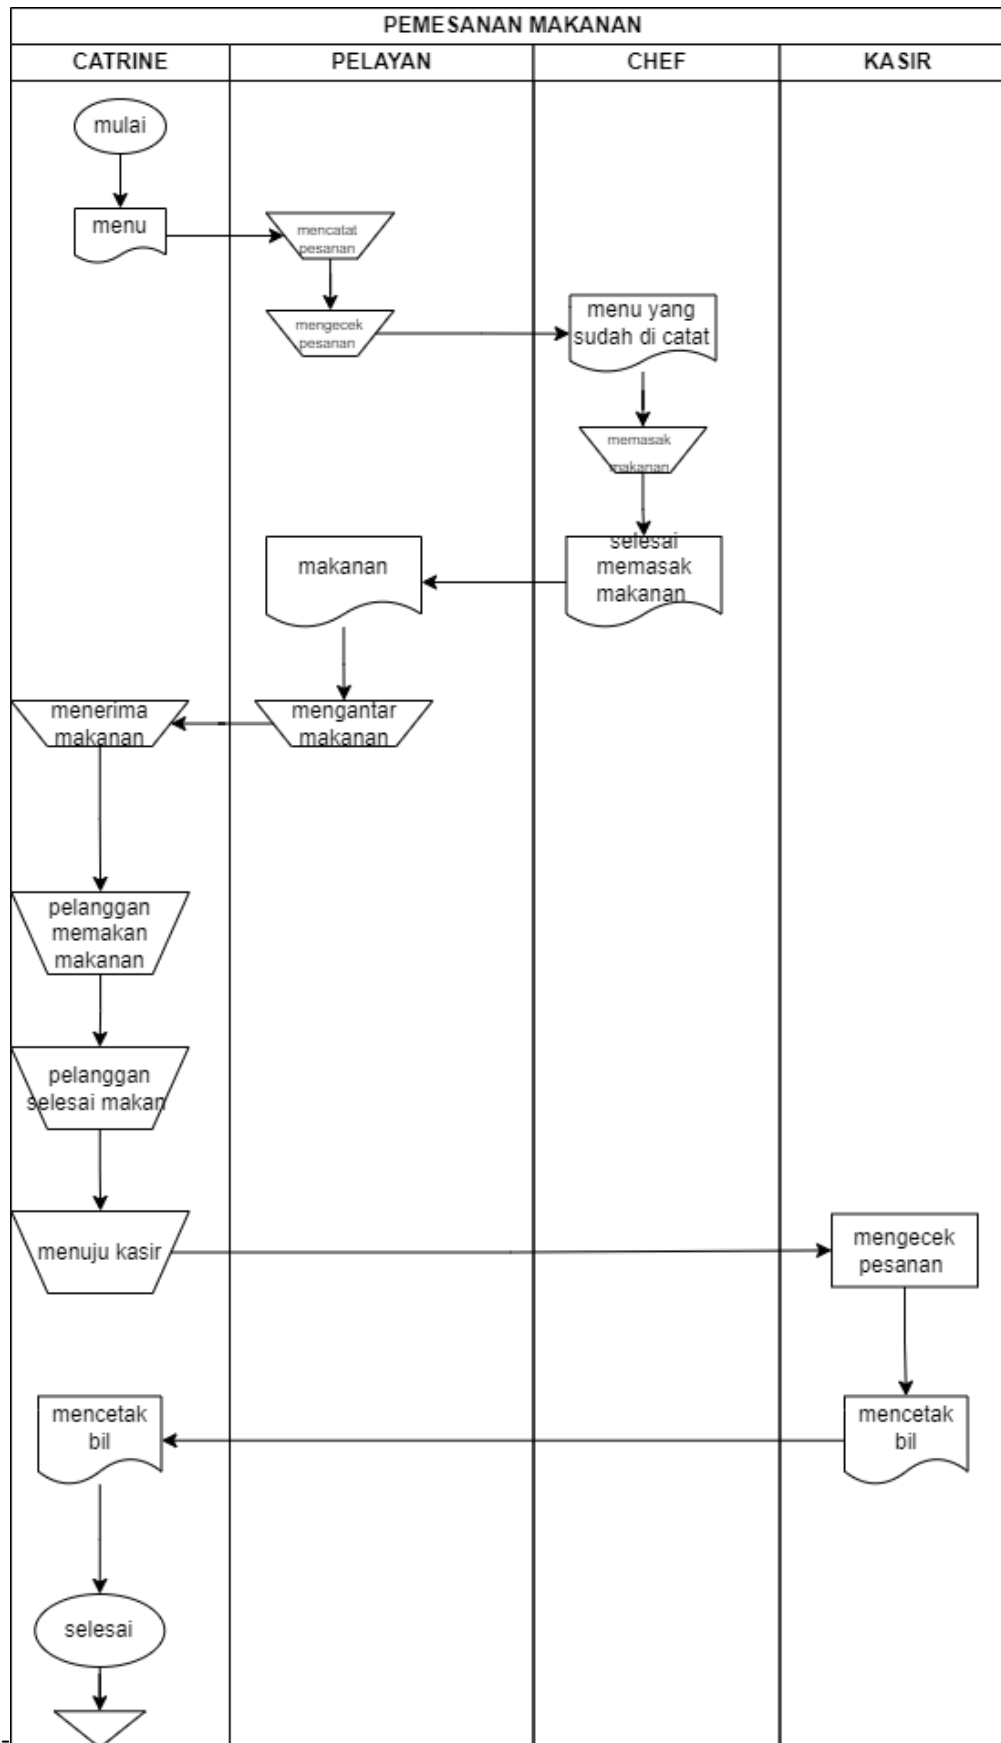 PEMESANAN MAKANAN
CATRINE
PELAYAN
CHEF
KASIR
mulai
menu
mencatat
pesanan
mengecek
pesanan
menu yang
sudah di catat
memasak
makanan
selesai
memasak
makanan
makanan
mengantar
makanan
menerima
makanan
pelanggan
memakan
makanan
pelanggan
selesai makan
menuju kasir
mengecek
pesanan
mencetak
bil
mencetak
bil
selesai